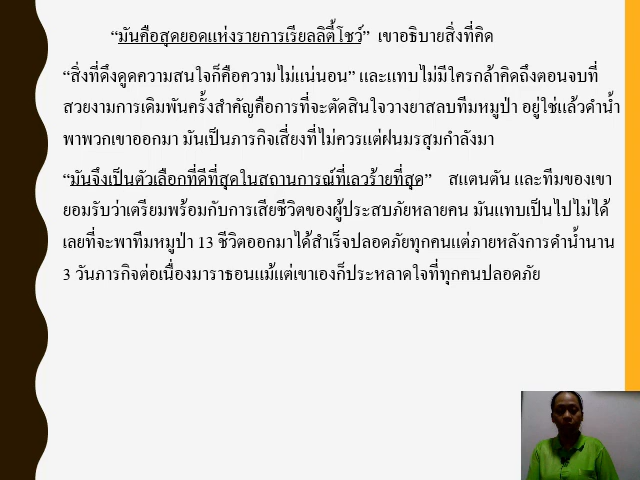 “มันคือสุดยอดแห่งรายการเรียลลิตี้โชว์” เขาอธิบายสิ่งที่คิด
“สิ่งที่ดึงดูดความสนใจก็คือความไม่แน่นอน” และแทบไม่มีใครกล้าคิดถึงตอนจบที่
สวยงามการเดิมพันครั้งสำคัญคือการที่จะตัดสินใจวางยาสลบทีมหมูป่า อยู่ใช่แล้วดำน้ำ
พาพวกเขาออกมา มันเป็นภารกิจเสี่ยงที่ไม่ควรแต่ฝนมรสุมกำลังมา
“มันจึงเป็นตัวเลือกที่ดีที่สุดในสถานการณ์ที่เลวร้ายที่สุด” สแตนตัน และทีมของเขา
ยอมรับว่าเตรียมพร้อมกับการเสียชีวิตของผู้ประสบภัยหลายคน มันแทบเป็นไปไม่ได้
เลยที่จะพาทีมหมูป่า 13 ชีวิตออกมาได้สำเร็จปลอดภัยทุกคนแต่ภายหลังการดำน้ำนาน
3 วันภารกิจต่อเนื่องมาราธอนแม้แต่เขาเองก็ประหลาดใจที่ทุกคนปลอดภัย